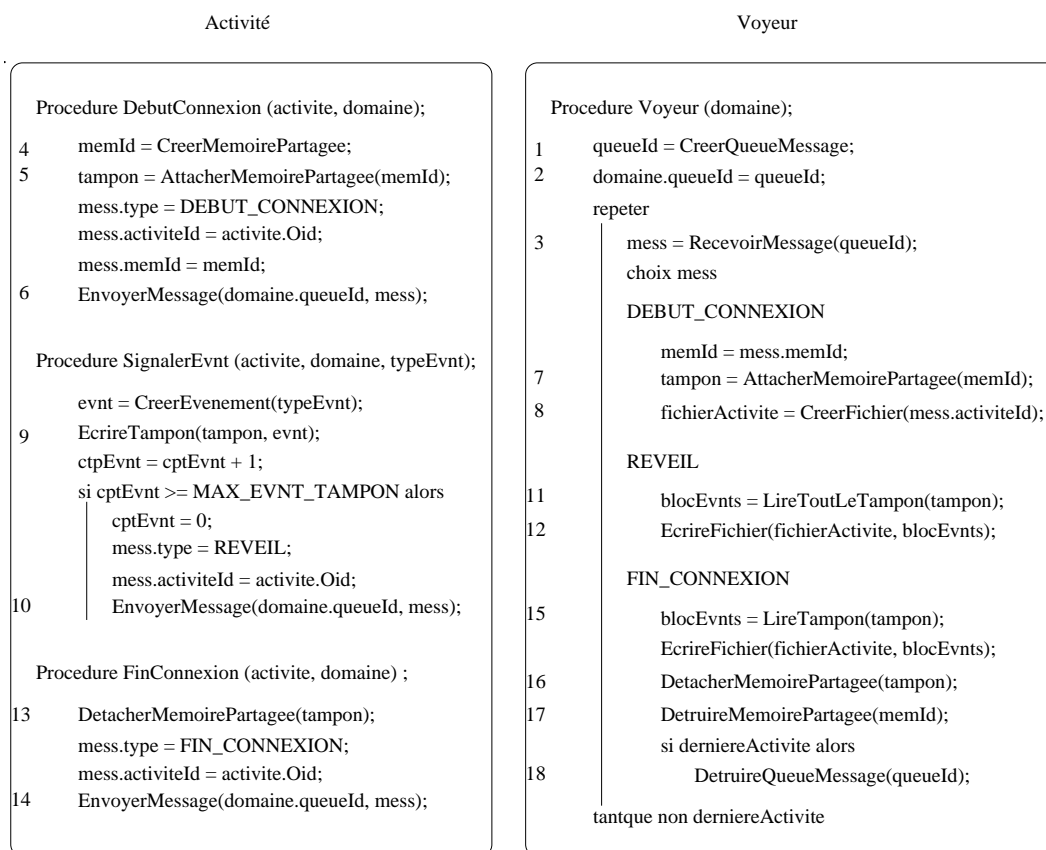 Activité
Procedure DebutConnexion (activite, domaine);
4 memId = CreerMemoirePartagee;
5 tampon = AttacherMemoirePartagee(memId);
mess.type = DEBUT_CONNEXION;
mess.activiteId = activite.Oid;
mess.memId = memId;
6 EnvoyerMessage(domaine.queueId, mess);
Procedure SignalerEvnt (activite, domaine, typeEvnt);
evnt = CreerEvenement(typeEvnt);
9 EcrireTampon(tampon, evnt);
ctpEvnt = cptEvnt + 1;
si cptEvnt >= MAX_EVNT_TAMPON alors
cptEvnt = 0;
mess.type = REVEIL;
mess.activiteId = activite.Oid;
10 EnvoyerMessage(domaine.queueId, mess);
Procedure FinConnexion (activite, domaine) ;
13 DetacherMemoirePartagee(tampon);
mess.type = FIN_CONNEXION;
mess.activiteId = activite.Oid;
14 EnvoyerMessage(domaine.queueId, mess);
Voyeur
Procedure Voyeur (domaine);
1 queueId = CreerQueueMessage;
2 domaine.queueId = queueId;
repeter
3 mess = RecevoirMessage(queueId);
choix mess
DEBUT_CONNEXION
memId = mess.memId;
7 tampon = AttacherMemoirePartagee(memId);
8 fichierActivite = CreerFichier(mess.activiteId);
REVEIL
11 blocEvnts = LireToutLeTampon(tampon);
12 EcrireFichier(fichierActivite, blocEvnts);
FIN_CONNEXION
15 blocEvnts = LireTampon(tampon);
EcrireFichier(fichierActivite, blocEvnts);
16 DetacherMemoirePartagee(tampon);
17 DetruireMemoirePartagee(memId);
si derniereActivite alors
18 DetruireQueueMessage(queueId);
tantque non derniereActivite